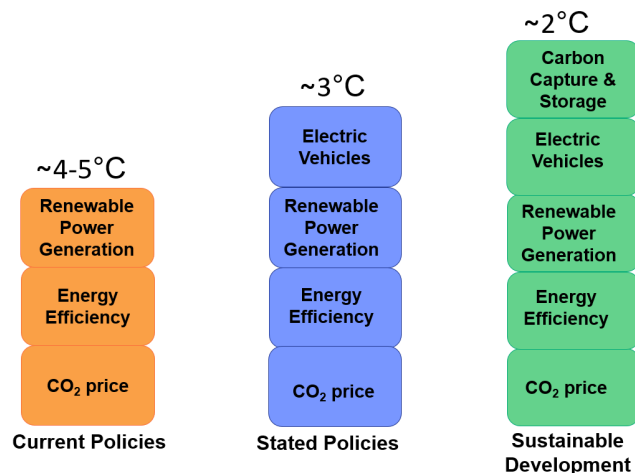 ~4-5°C
Renewable
Power
Generation
Energy
Efficiency
CO₂ price
Current Policies
~3°C
Electric
Vehicles
Renewable
Power
Generation
Energy
Efficiency
CO₂ price
Stated Policies
~2°C
Carbon
Capture &
Storage
Electric
Vehicles
Renewable
Power
Generation
Energy
Efficiency
CO₂ price
Sustainable
Development